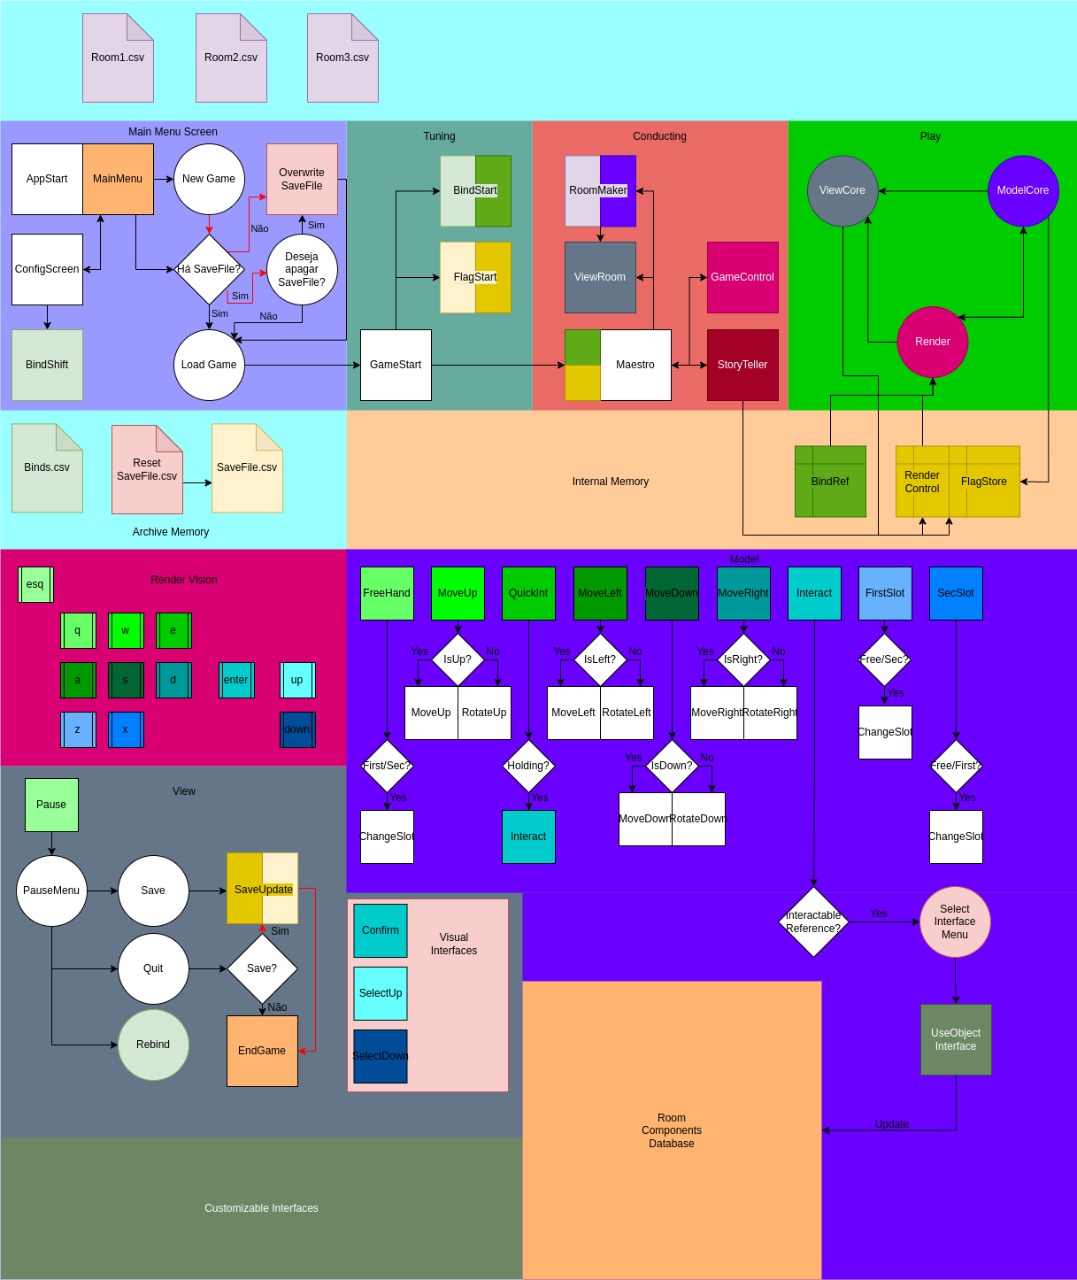 Room1.csv
Room2.csv
Room3.csv
Main Menu Screen
AppStart
MainMenu
New Game
Overwrite
SaveFile
Não
Sim
ConfigScreen
Há SaveFile?
Deseja
apagar
SaveFile?
Sim
Sim
Não
BindShift
Load Game
Tuning
BindStart
FlagStart
GameStart
Conducting
RoomMaker
ViewRoom
GameControl
Maestro
StoryTeller
Play
ViewCore
ModelCore
Render
Binds.csv
Reset
SaveFile.csv
SaveFile.csv
Archive Memory
Internal Memory
BindRef
Render
Control
FlagStore
Render Vision
esq
q
w
e
a
s
d
enter
up
z
x
down
Model
FreeHand
MoveUp
QuickInt
MoveLeft
MoveDown
MoveRight
Interact
FirstSlot
SecSlot
Yes
IsUp?
No
Yes
IsLeft?
No
Yes
IsRight?
No
Free/Sec?
Yes
MoveUp
RotateUp
MoveLeft
RotateLeft
MoveRight
RotateRight
ChangeSlot
First/Sec?
Holding?
Yes
IsDown?
No
Free/First?
Yes
Yes
Yes
ChangeSlot
Interact
MoveDown
RotateDown
ChangeSlot
Interactable
Reference?
Yes
Select
Interface
Menu
UseObject
Interface
Update
View
Pause
PauseMenu
Save
SaveUpdate
Sim
Quit
Save?
Não
Rebind
EndGame
Confirm
Visual
Interfaces
SelectUp
SelectDown
Room
Components
Database
Customizable Interfaces